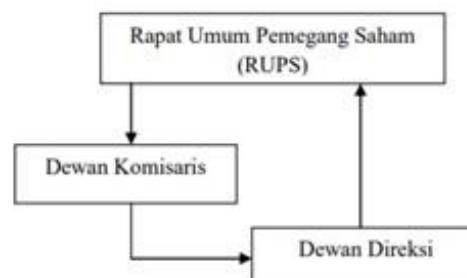 Rapat Umum Pemegang Saham
(RUPS)
Dewan Komisaris
Dewan Direksi